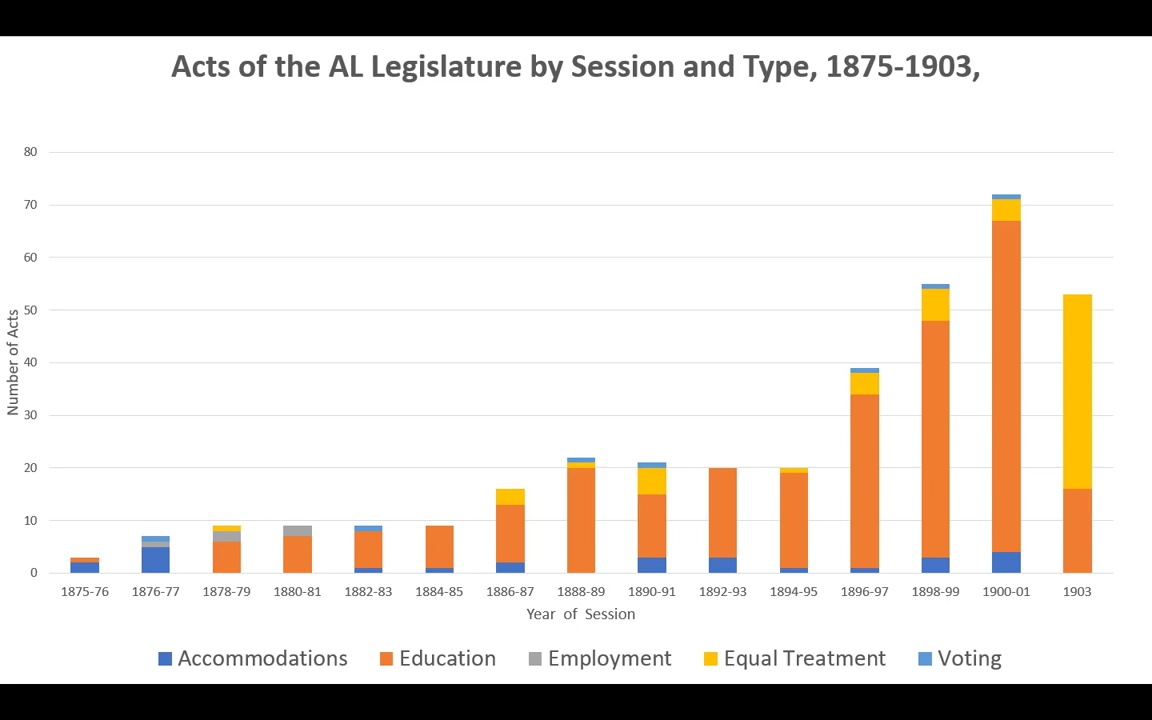 Acts of the AL Legislature by Session and Type, 1875-1903,
80
70
60
50
40
30
20
10
0
Number of Acts
1875-76 1876-77 1878-79 1880-81 1882-83 1884-85 1886-87 1888-89 1890-91 1892-93 1894-95 1896-97 1898-99 1900-01 1903
Year of Session
Accommodations Education Employment Equal Treatment Voting